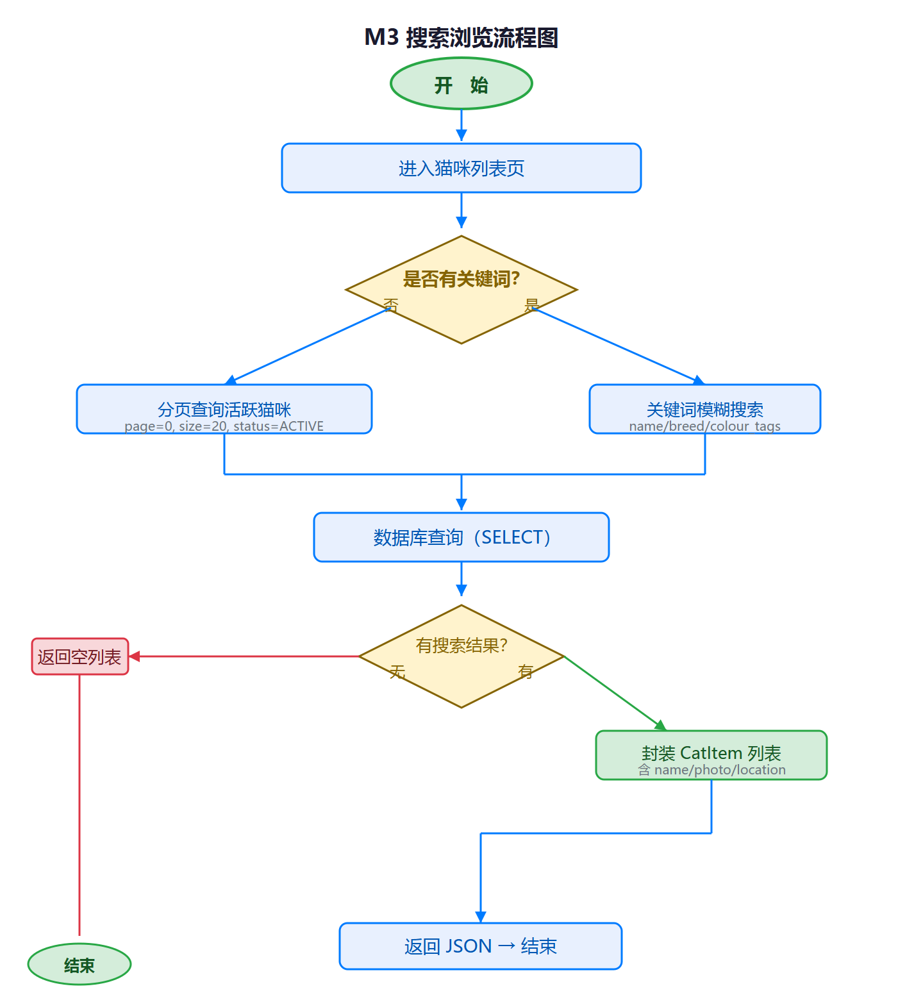 M3 搜索浏览流程图
开 始
进入猫咪列表页
是否有关键词?
否
是
分页查询活跃猫咪
page=0, size=20, status=ACTIVE
关键词模糊搜索
name/breed/colour_tags
数据库查询（SELECT）
有搜索结果?
无
有
返回空列表
封装 CatItem 列表
含 name/photo/location
返回 JSON → 结束
结束